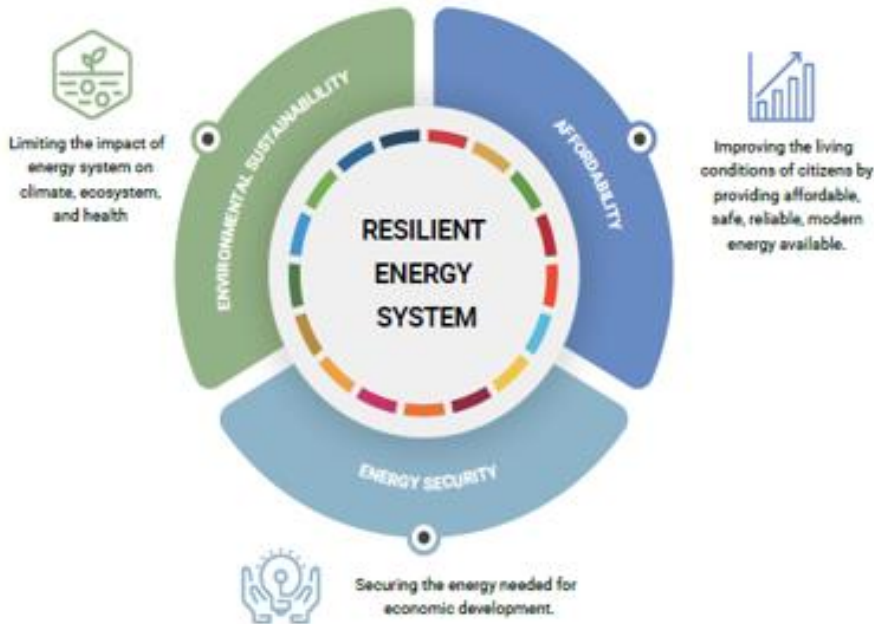 ENVIRONMENTAL SUSTAINABILITY
Limiting the impact of
energy system on
climate, ecosystem,
and health
AFFORDABILITY
Improving the living
conditions of citizens by
providing affordable,
safe, reliable, modern
energy available.
RESILIENT
ENERGY
SYSTEM
ENERGY SECURITY
Securing the energy needed for
economic development.